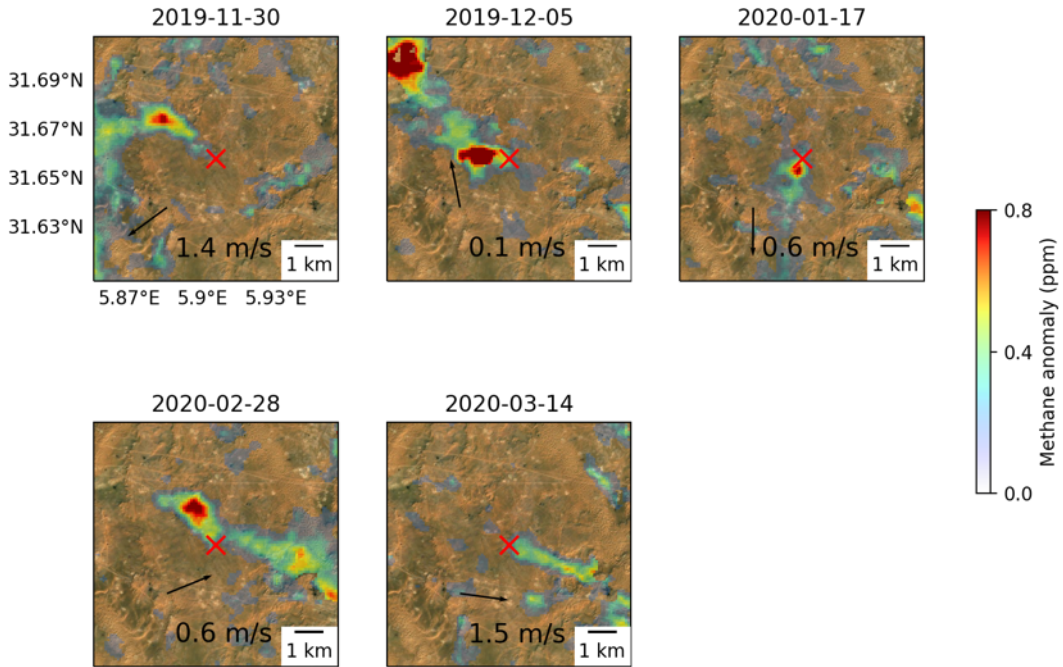 2019-11-30
2019-12-05
2020-01-17
31.69°N
31.67°N
31.65°N
31.63°N
1.4 m/s
1 km
0.1 m/s
1 km
0.6 m/s
1 km
5.87°E 5.9°E 5.93°E
2020-02-28
2020-03-14
0.6 m/s
1 km
1.5 m/s
1 km
0.8
0.4
0.0
Methane anomaly (ppm)